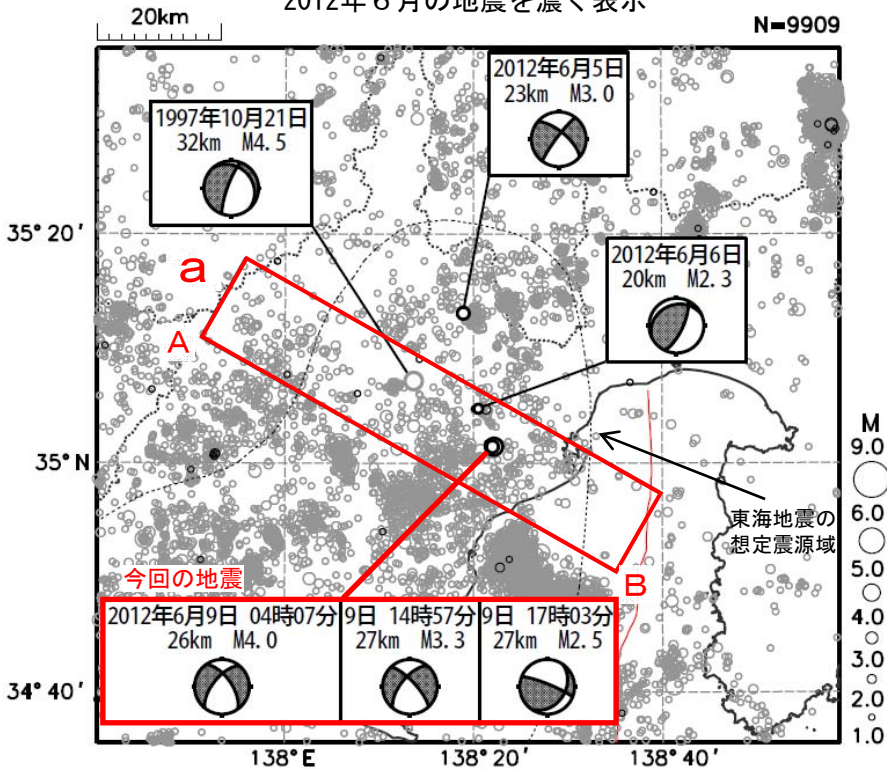 2012年6月の地震を濃く表示
20km
N=9909
2012年6月5日
23km M3.0
1997年10月21日
32km M4.5
35°20'
2012年6月6日
20km M2.3
a
A
M
9.0
35°N
6.0
東海地震の
想定震源域
5.0
今回の地震
B
2012年6月9日 04時07分
26km M4.0
9日 14時57分
27km M3.3
9日 17時03分
27km M2.5
4.0
3.0
34°40'
2.0
1.0
138°E
138°20'
138°40'